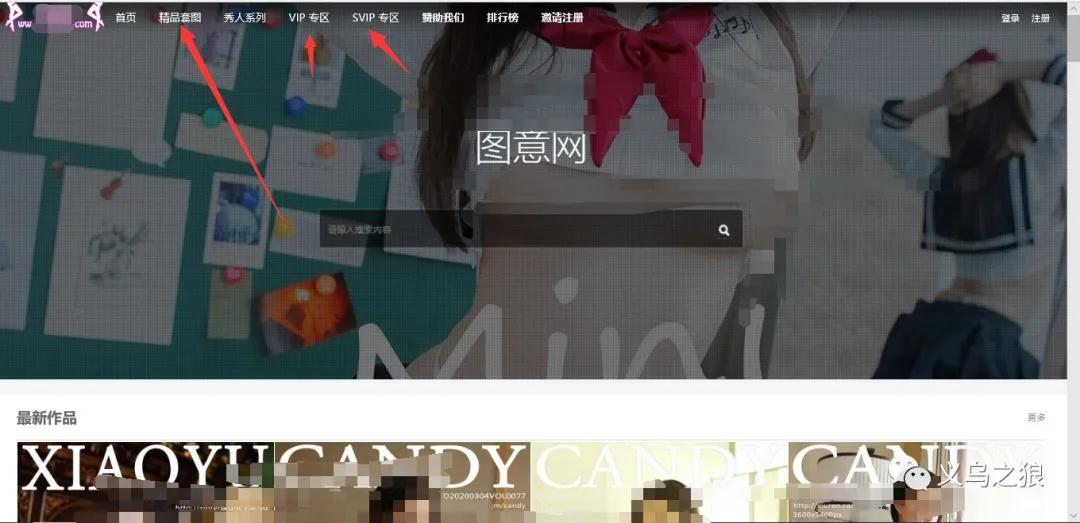 ww com 首页 精品套图 秀人系列 VIP 专区 SVIP 专区 赞助我们 排行榜 邀请注册 登录 注册
图意网
请输入搜索内容
Mini
最新作品 更多
XIAOYU CANDY CANDY CANDY
D20200304VOL0077
m/candy
http://xiuren.co
3600x5400px
义乌之狼